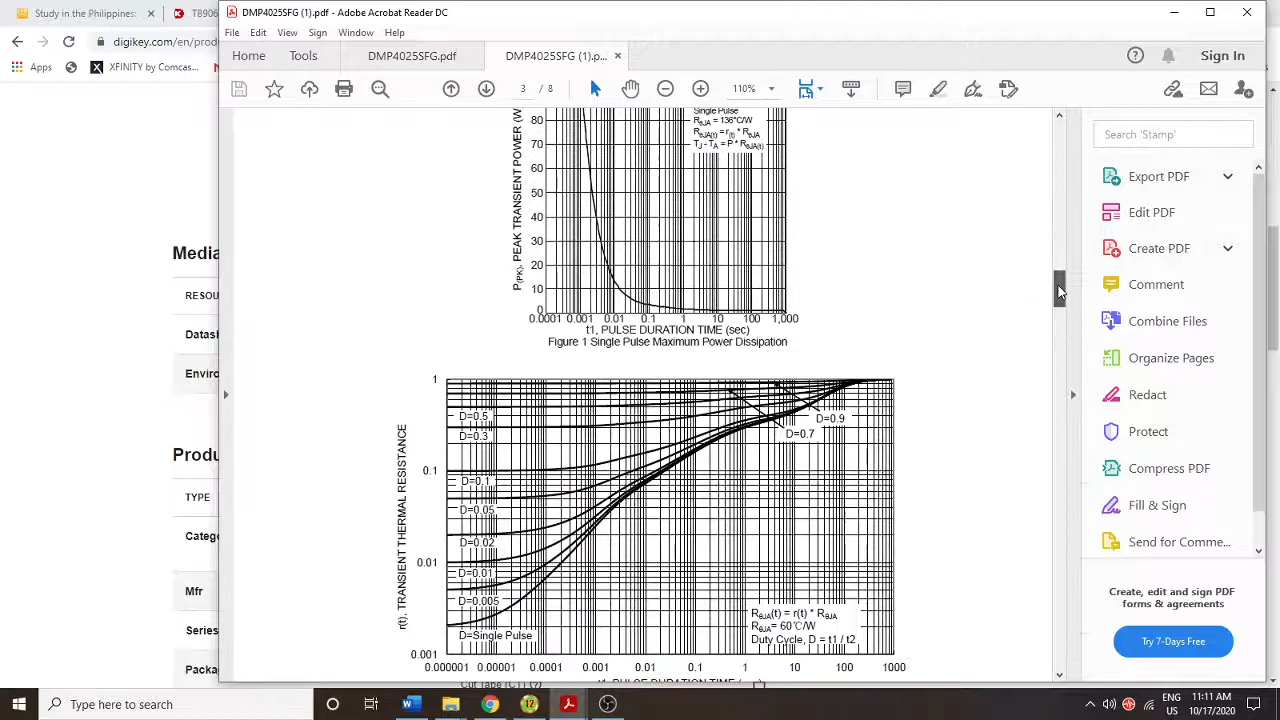 Study in the Philippines
TB906
DMP4025SFG (1).pdf - Adobe Acrobat Reader DC
File Edit View Sign Window Help
digikey.com/en/prod
Home Tools DMP4025SFG.pdf DMP4025SFG (1).p...
Sign In
Apps XFINITY by Comcas...
3 / 8 110%
Single Pulse
RθJA = 136°C/W
RθJA(t) = r(t) * RθJA
TJ - TA = P * RθJA(t)
P(PK), PEAK TRANSIENT POWER (W
80
70
60
50
40
30
20
10
0
0.0001 0.001 0.01 0.1 1 10 100 1,000
t1, PULSE DURATION TIME (sec)
Figure 1 Single Pulse Maximum Power Dissipation
r(t), TRANSIENT THERMAL RESISTANCE
1
0.1
0.01
0.001
D=0.5
D=0.3
D=0.9
D=0.7
D=0.1
D=0.05
D=0.02
D=0.01
D=0.005
D=Single Pulse
RθJA(t) = r(t) * RθJA
RθJA= 60℃/W
Duty Cycle, D = t1 / t2
0.000001 0.00001 0.0001 0.001 0.01 0.1 1 10 100 1000
t1, PULSE DURATION TIME
Media
RESOU
Datash
Enviro
Produ
TYPE
Catego
Mfr
Series
Packag
Cut Tape (CT)
Search 'Stamp'
Export PDF
Edit PDF
Create PDF
Comment
Combine Files
Organize Pages
Redact
Protect
Compress PDF
Fill & Sign
Send for Comme...
Create, edit and sign PDF
forms & agreements
Try 7-Days Free
Type here to search
ENG
US
11:11 AM
10/17/2020